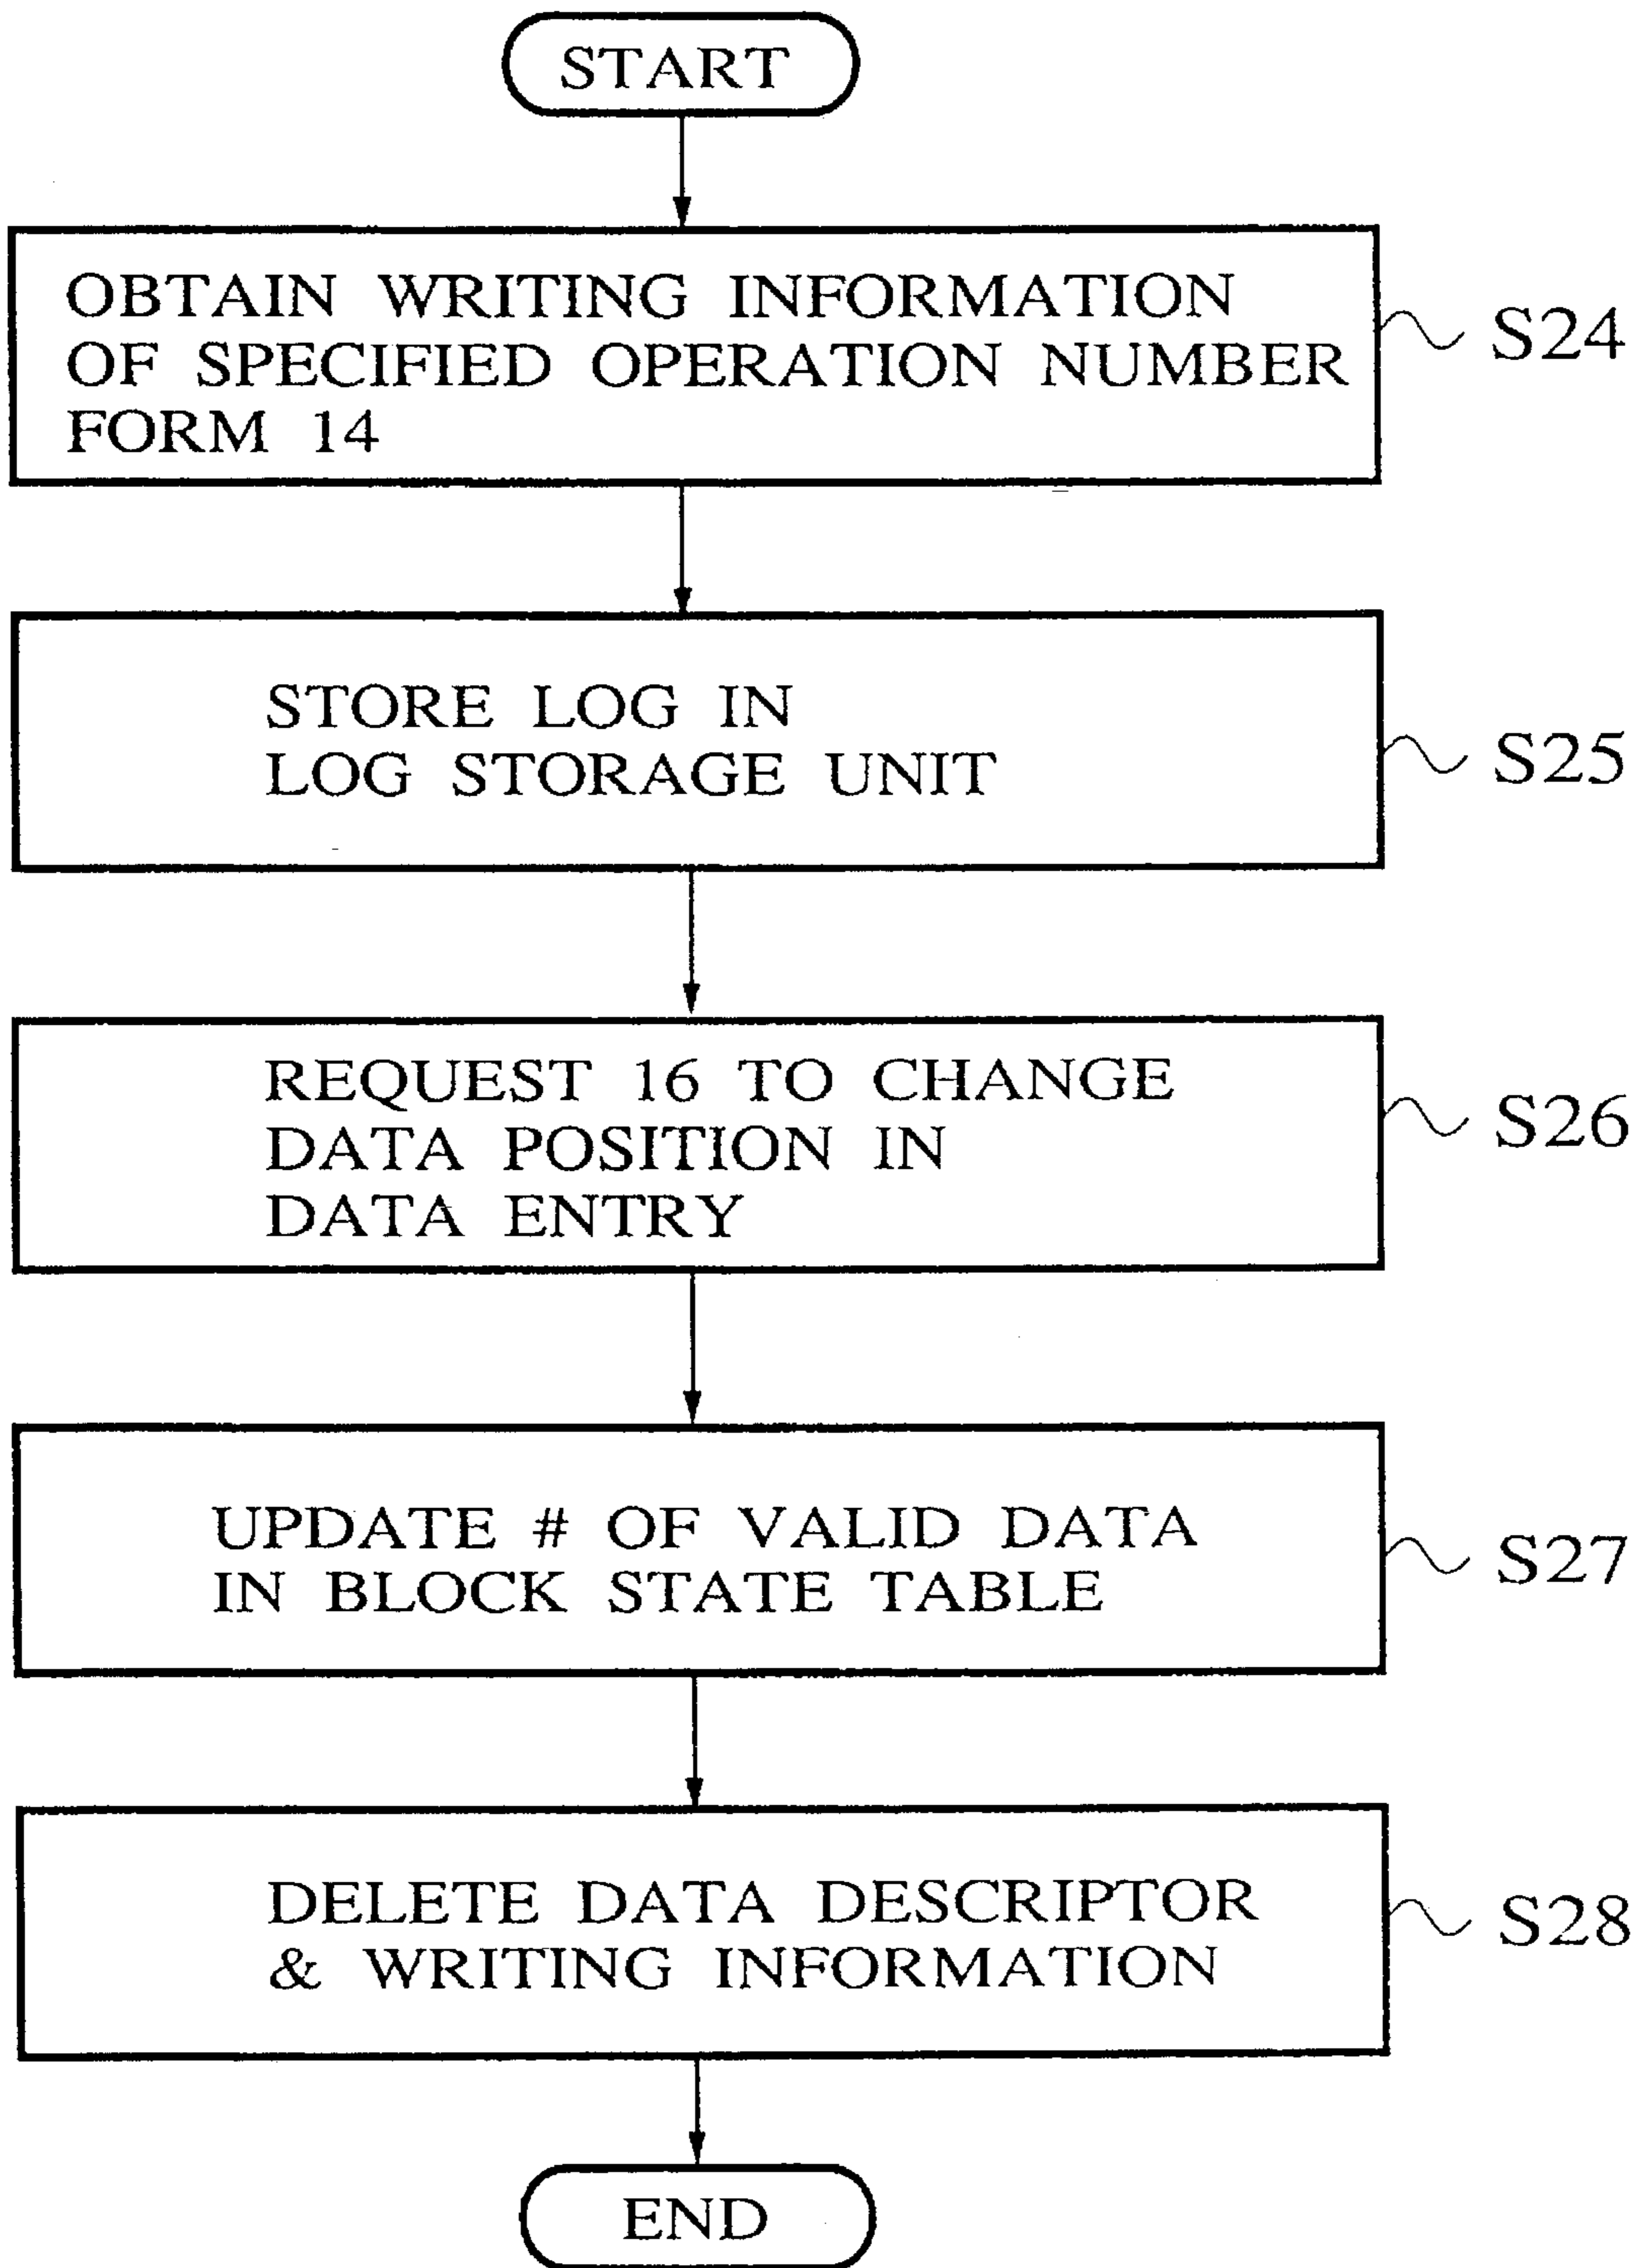 START
OBTAIN WRITING INFORMATION
OF SPECIFIED OPERATION NUMBER
FORM 14
S24
STORE LOG IN
LOG STORAGE UNIT
S25
REQUEST 16 TO CHANGE
DATA POSITION IN
DATA ENTRY
S26
UPDATE # OF VALID DATA
IN BLOCK STATE TABLE
S27
DELETE DATA DESCRIPTOR
& WRITING INFORMATION
S28
END